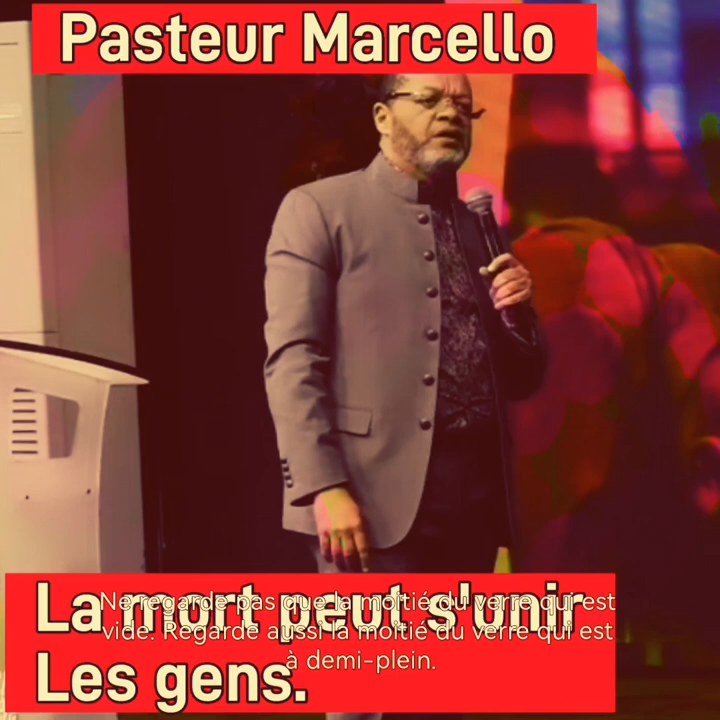 Pasteur Marcello
La mort peut s'unir
Les gens.
Ne regarde pas que la moitié du verre qui est
vide. Regarde aussi la moitié du verre qui est
à demi-plein.